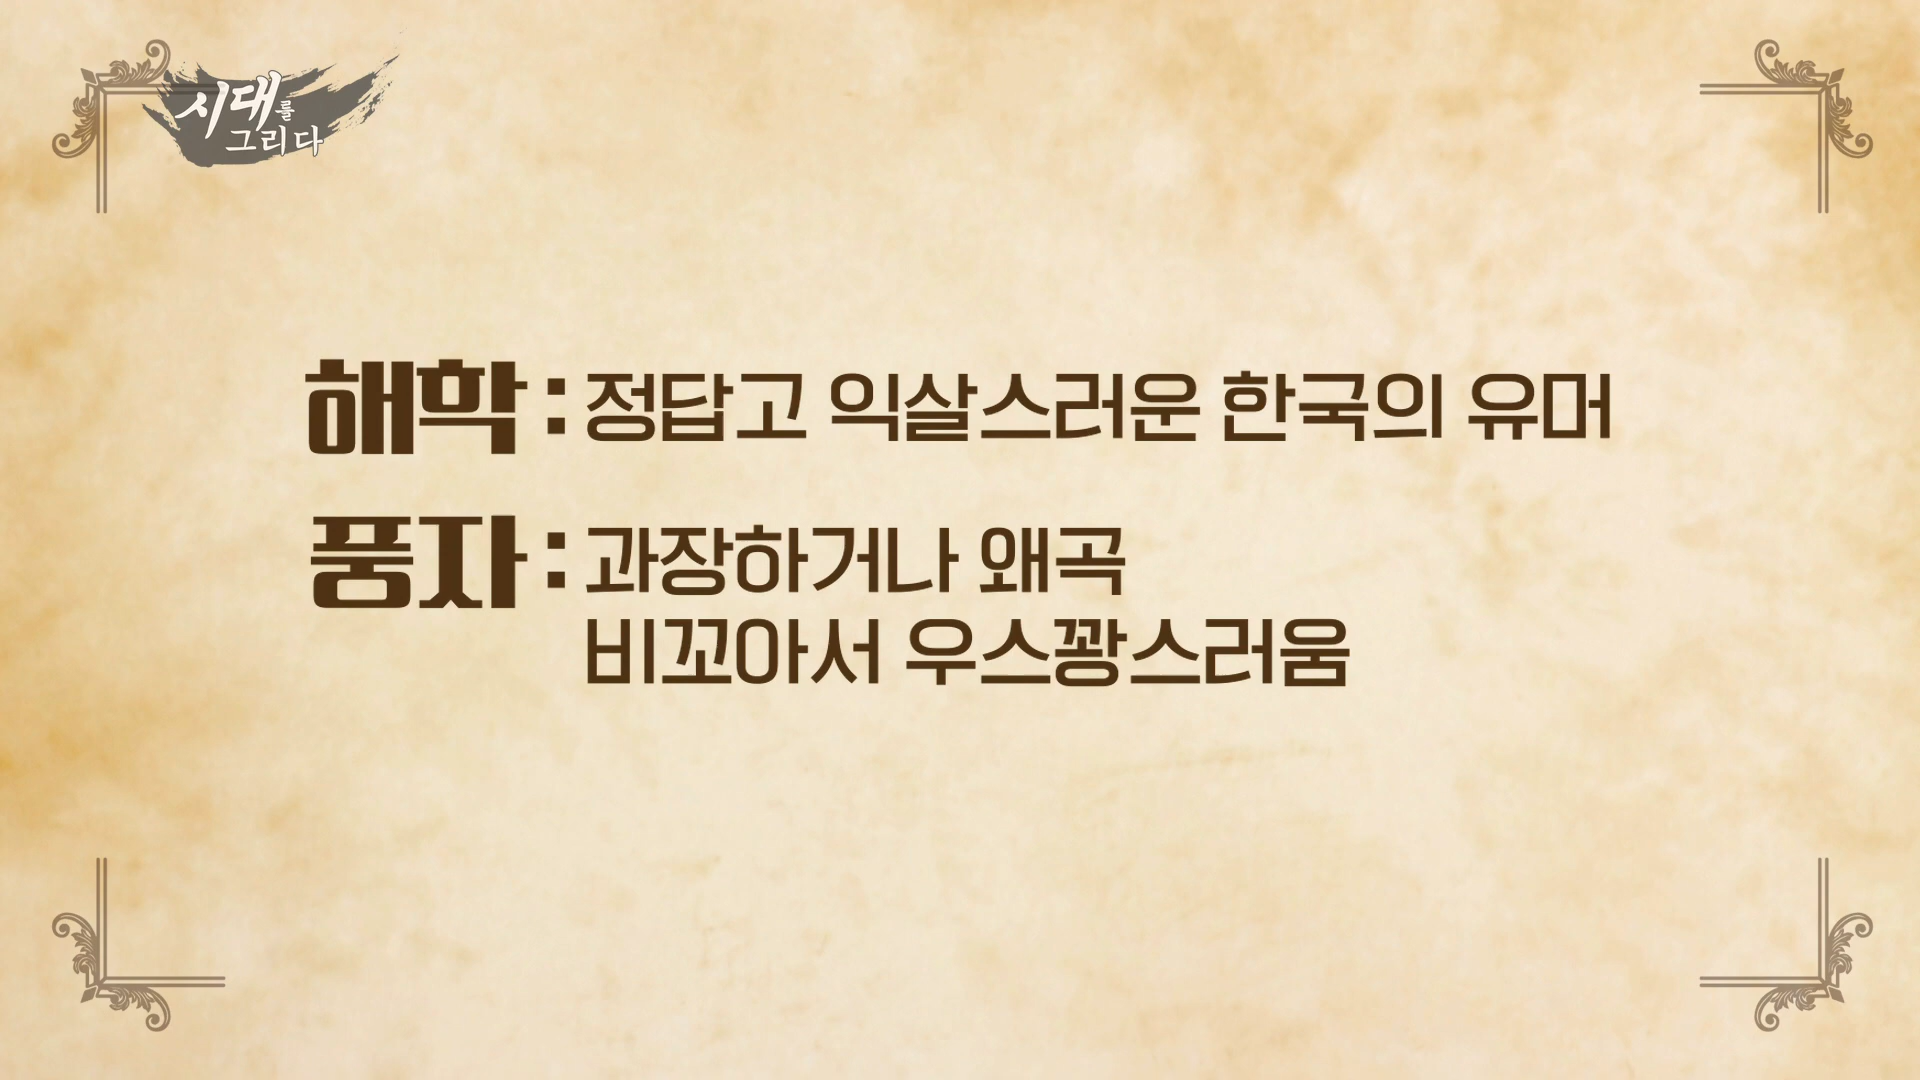 시대를
그리다
해학 : 정답고 익살스러운 한국의 유머
풍자 : 과장하거나 왜곡
비꼬아서 우스꽝스러움